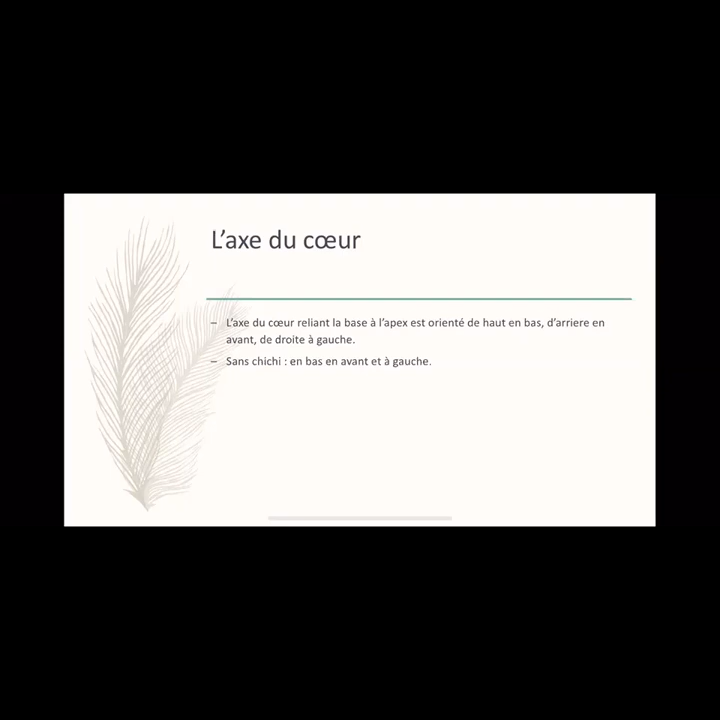 L’axe du cœur
– L’axe du cœur reliant la base à l’apex est orienté de haut en bas, d’arriere en
avant, de droite à gauche.
– Sans chichi : en bas en avant et à gauche.